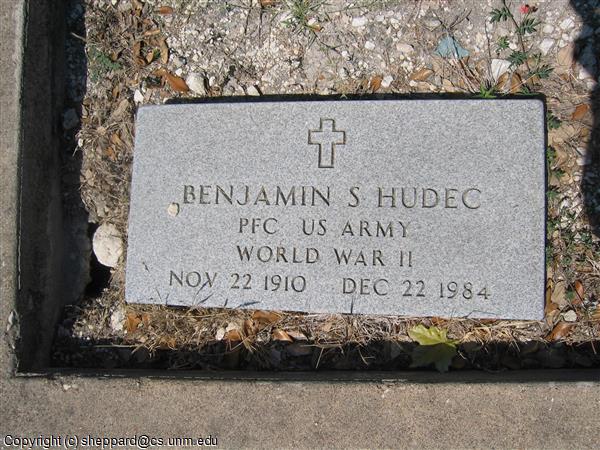 BENJAMIN S HUDEC
PFC US ARMY
WORLD WAR II
NOV 22 1910 DEC 22 1984
Copyright (c) sheppard@cs.unm.edu